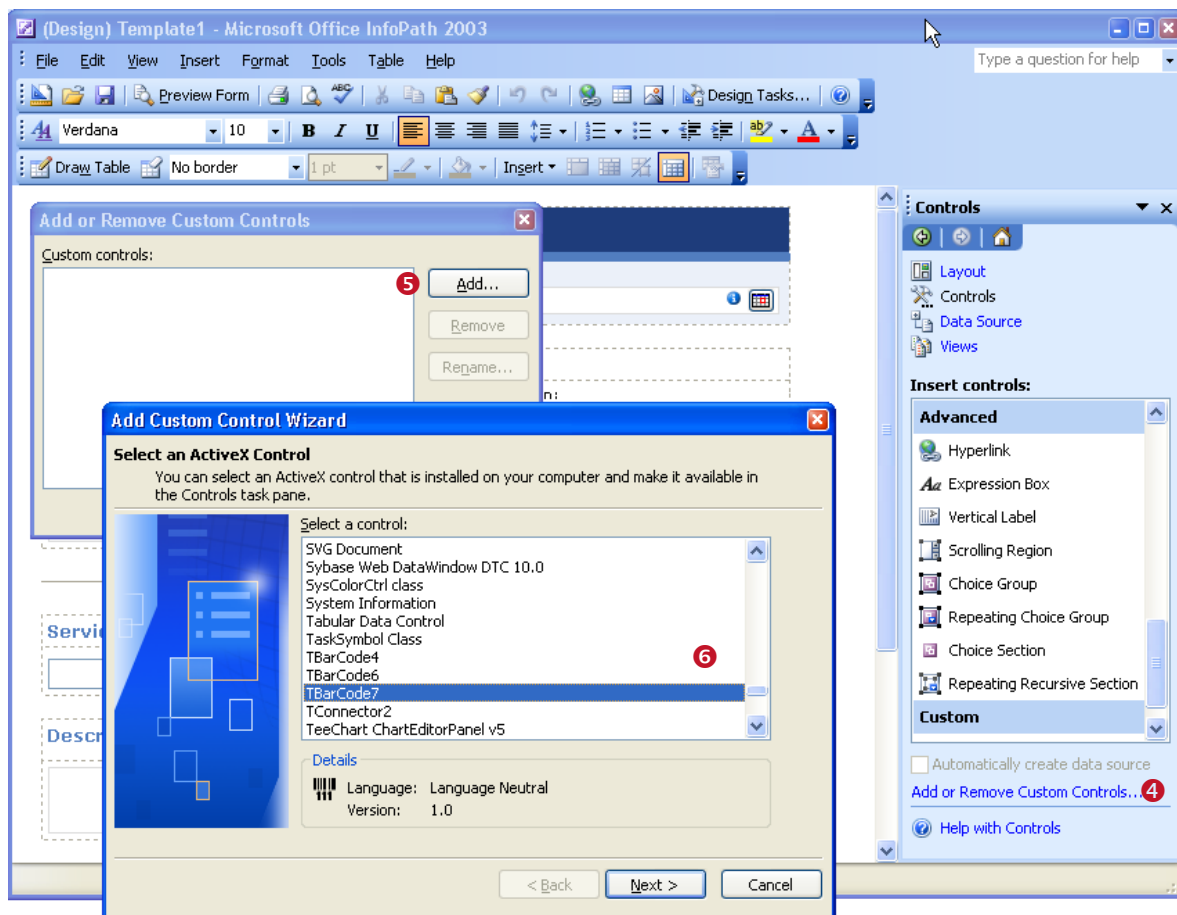 (Design) Template1 - Microsoft Office InfoPath 2003
File Edit View Insert Format Tools Table Help
Type a question for help
Preview Form ABC Design Tasks...
Verdana 10 B I U ab A
Draw Table No border 1 pt Insert
Add or Remove Custom Controls
Custom controls:
5 Add...
Remove
Rename...
n:
Servi
Descr
Add Custom Control Wizard
Select an ActiveX Control
You can select an ActiveX control that is installed on your computer and make it available in
the Controls task pane.
Select a control:
SVG Document
Sybase Web DataWindow DTC 10.0
SysColorCtrl class
System Information
Tabular Data Control
TaskSymbol Class
TBarCode4
6
TBarCode6
TBarCode7
TConnector2
TeeChart ChartEditorPanel v5
Details
Language: Language Neutral
Version: 1.0
< Back Next > Cancel
Controls
Layout
Controls
Data Source
Views
Insert controls:
Advanced
Hyperlink
Aa Expression Box
Vertical Label
Scrolling Region
Choice Group
Repeating Choice Group
Choice Section
Repeating Recursive Section
Custom
Automatically create data source
Add or Remove Custom Controls... 4
Help with Controls